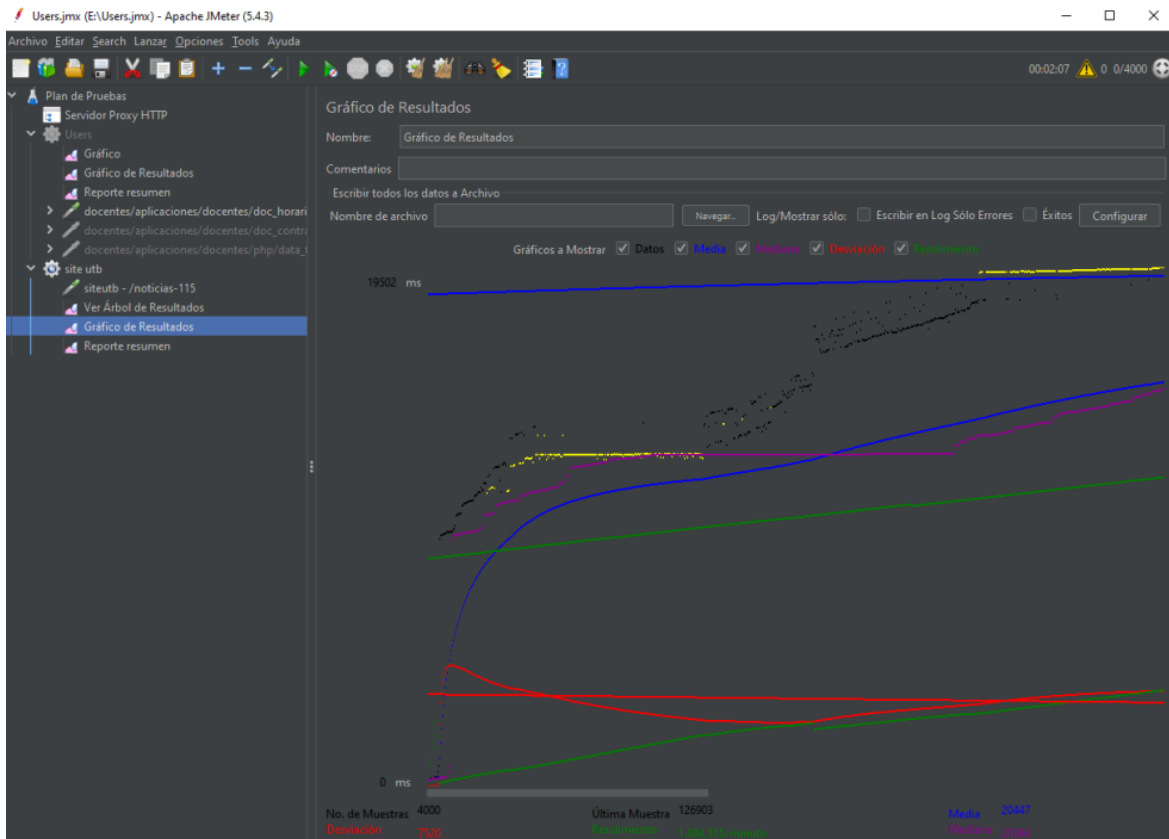 Users.jmx (E:\Users.jmx) - Apache JMeter (5.4.3)
Archivo Editar Search Lanzar Opciones Tools Ayuda
00:02:07 0 0/4000
Plan de Pruebas
Servidor Proxy HTTP
Users
Gráfico
Gráfico de Resultados
Reporte resumen
docentes/aplicaciones/docentes/doc_horari
docentes/aplicaciones/docentes/doc_contra
docentes/aplicaciones/docentes/php/data_
site utb
siteutb - /noticias-115
Ver Árbol de Resultados
Gráfico de Resultados
Reporte resumen
Gráfico de Resultados
Nombre: Gráfico de Resultados
Comentarios
Escribir todos los datos a Archivo
Nombre de archivo Navegar... Log/Mostrar sólo: Escribir en Log Sólo Errores Éxitos Configurar
Gráficos a Mostrar Datos Media Mediana Desviación Rendimiento
19502 ms
0 ms
No. de Muestras 4000 Última Muestra 126903 Media 20447
Desviación 7520 Rendimiento 1.984,555/minuto Mediana